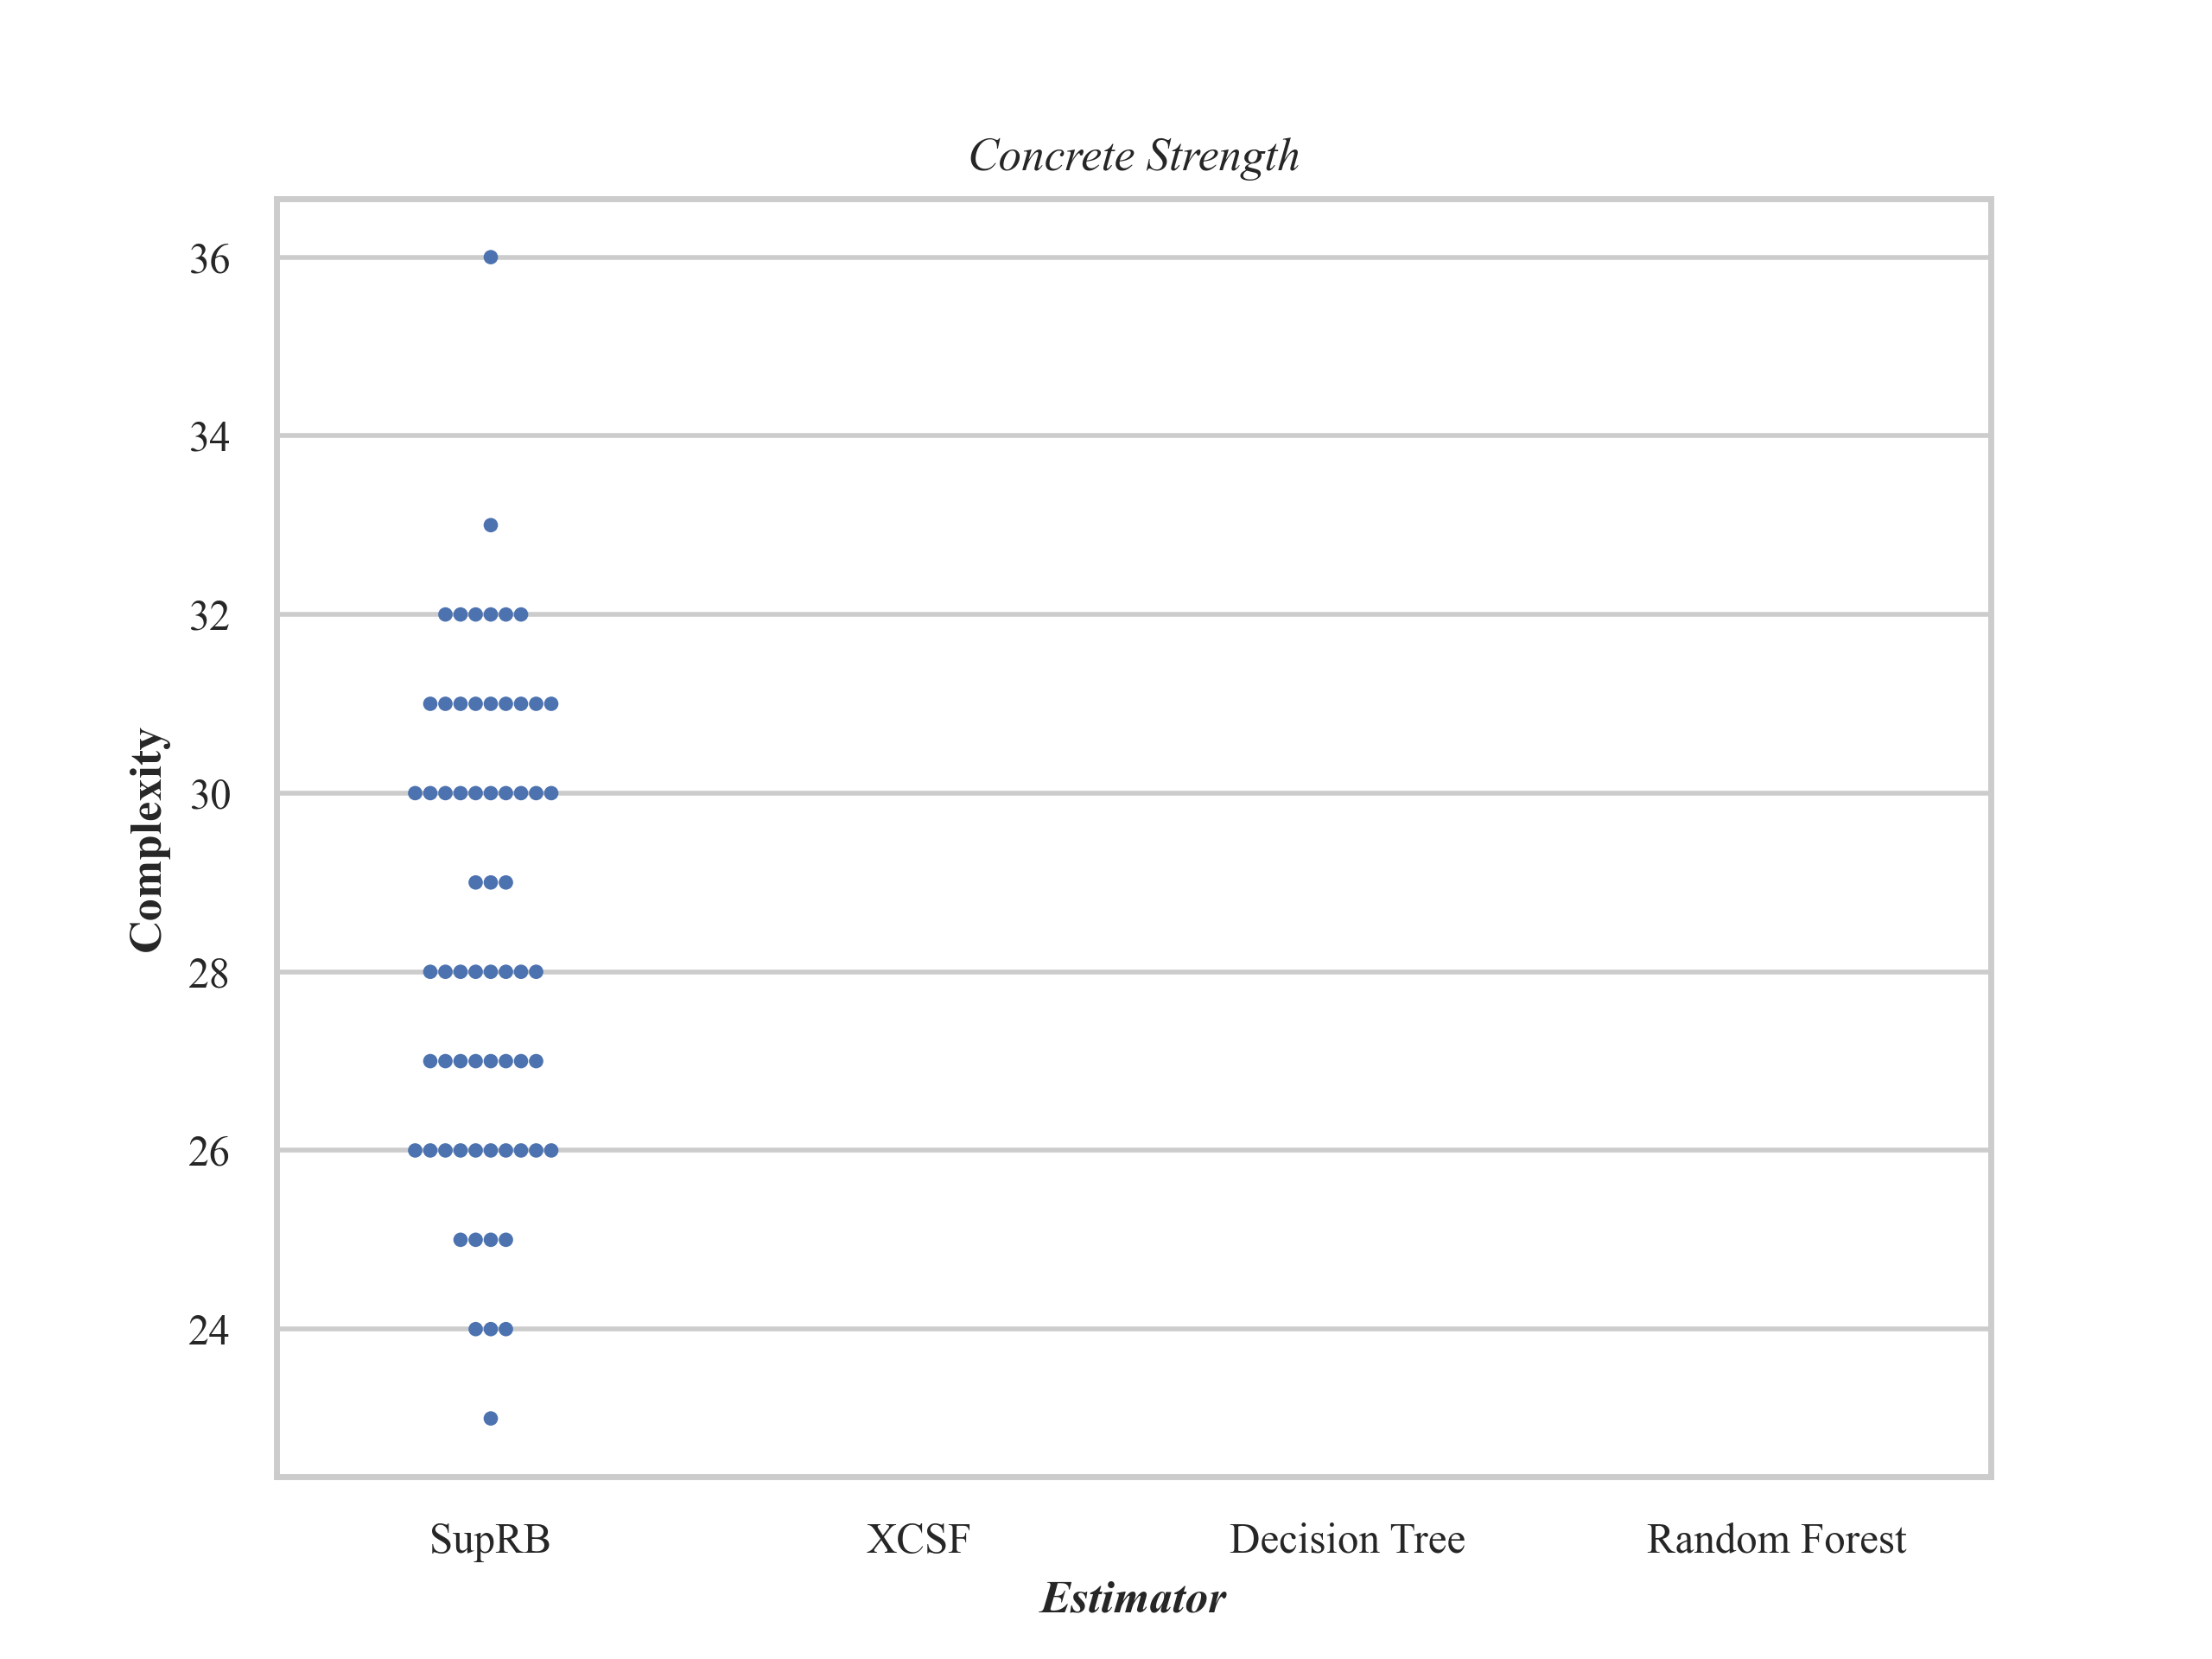 Concrete Strength
36
34
32
30
28
26
24
Complexity
SupRB XCSF Decision Tree Random Forest
Estimator